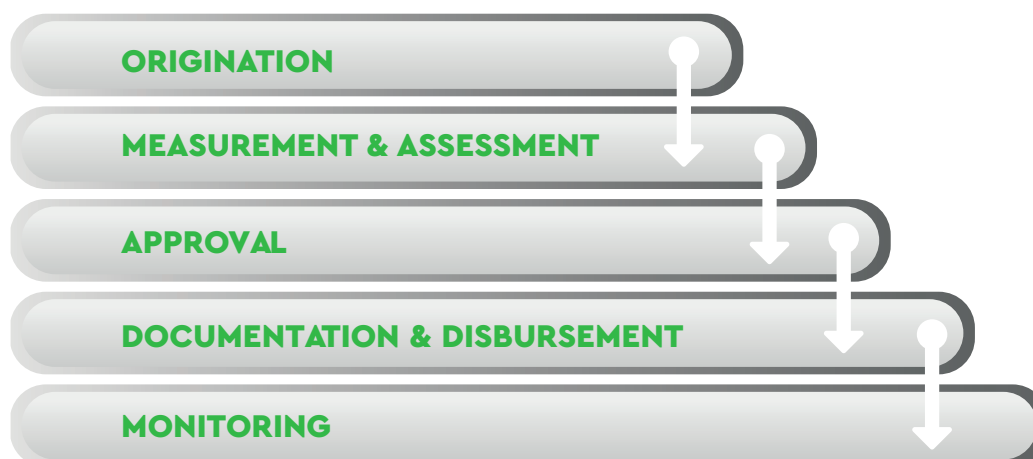 ORIGINATION
MEASUREMENT & ASSESSMENT
APPROVAL
DOCUMENTATION & DISBURSEMENT
MONITORING